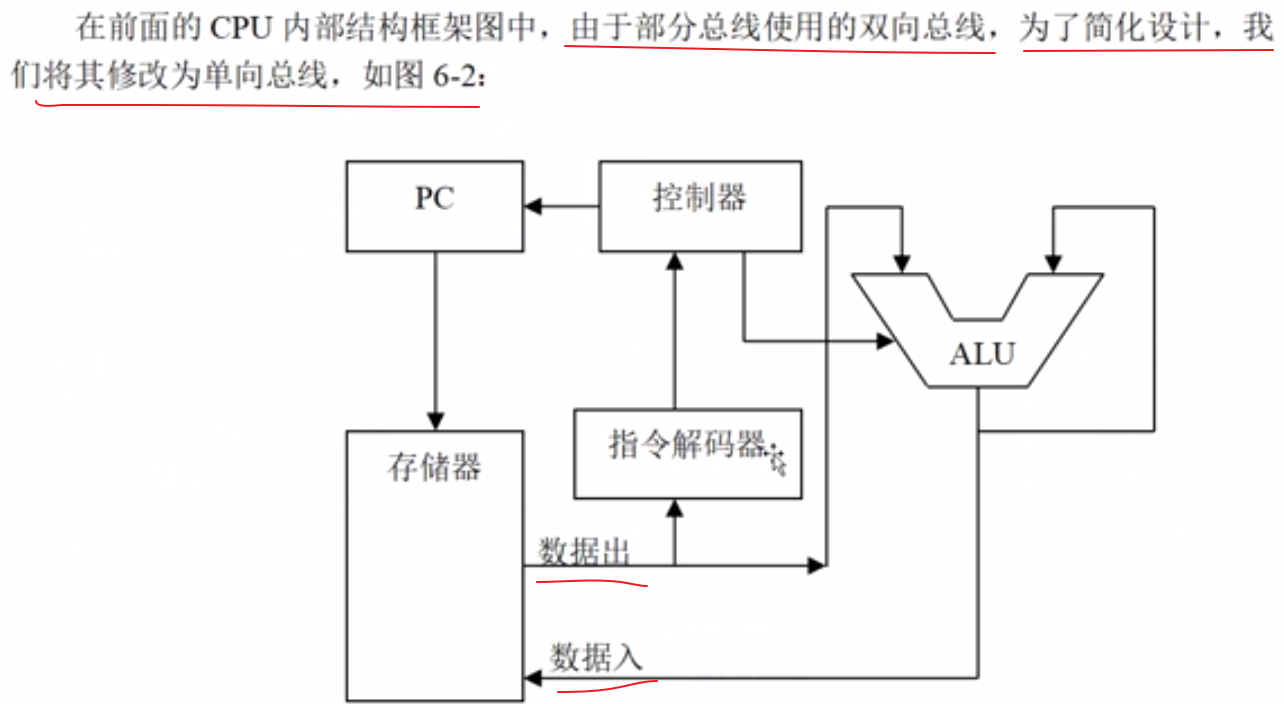 在前面的 CPU 内部结构框架图中，由于部分总线使用的双向总线，为了简化设计，我
们将其修改为单向总线，如图 6-2：
PC
控制器
ALU
指令解码器
存储器
数据出
数据入